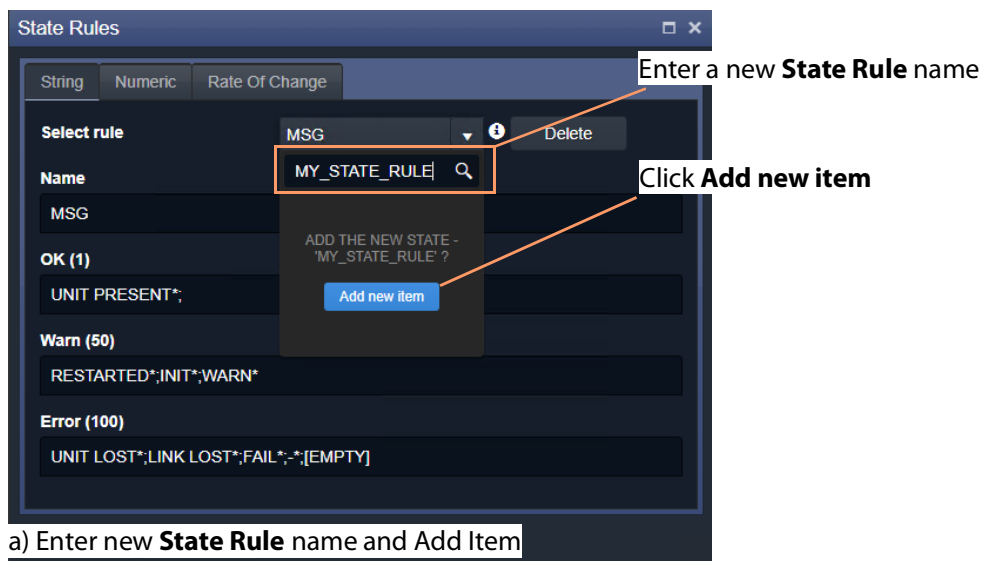 State Rules
String Numeric Rate Of Change
Enter a new State Rule name
Select rule MSG Delete
MY_STATE_RULE
Click Add new item
Name
MSG
ADD THE NEW STATE -
'MY_STATE_RULE' ?
OK (1)
UNIT PRESENT*;
Add new item
Warn (50)
RESTARTED*;INIT*;WARN*
Error (100)
UNIT LOST*;LINK LOST*;FAIL*;-*;[EMPTY]
a) Enter new State Rule name and Add Item